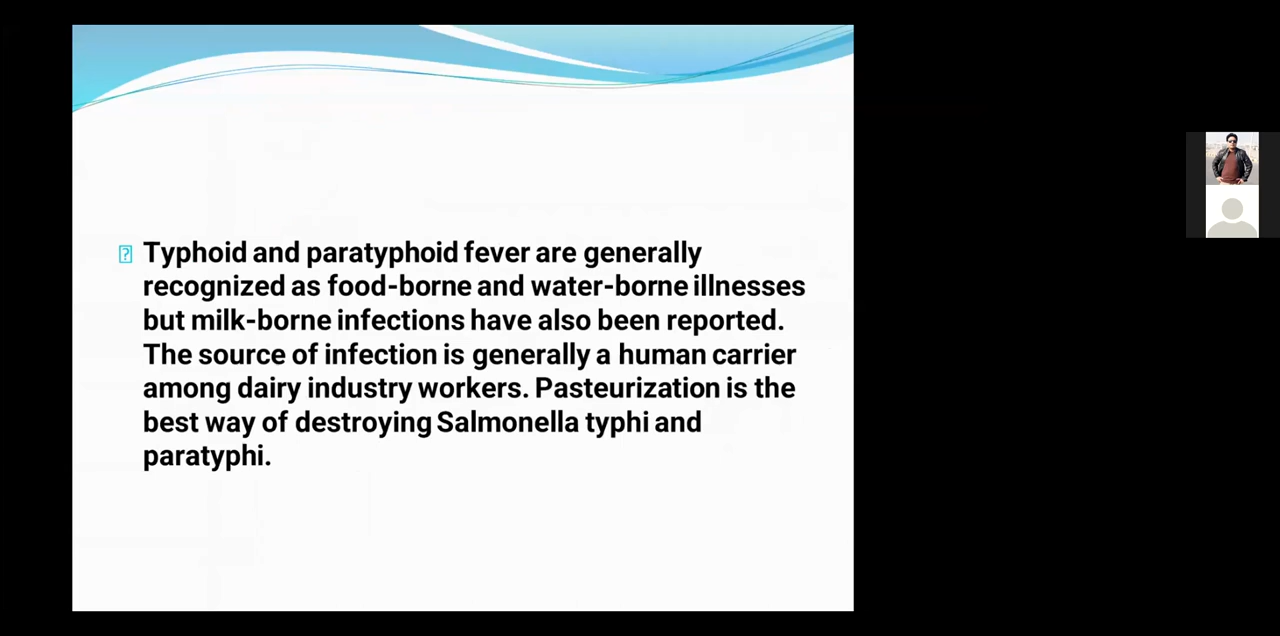 Typhoid and paratyphoid fever are generally
recognized as food-borne and water-borne illnesses
but milk-borne infections have also been reported.
The source of infection is generally a human carrier
among dairy industry workers. Pasteurization is the
best way of destroying Salmonella typhi and
paratyphi.